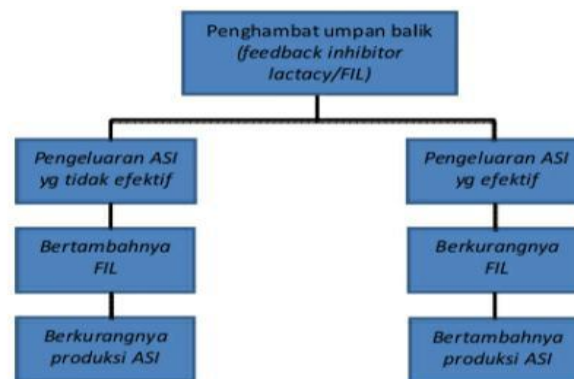 Penghambat umpan balik
(feedback inhibitor
lactacy/FIL)
Pengeluaran ASI
yg tidak efektif
Bertambahnya
FIL
Berkurangnya
produksi ASI
Pengeluaran ASI
yg efektif
Berkurangnya
FIL
Bertambahnya
produksi ASI